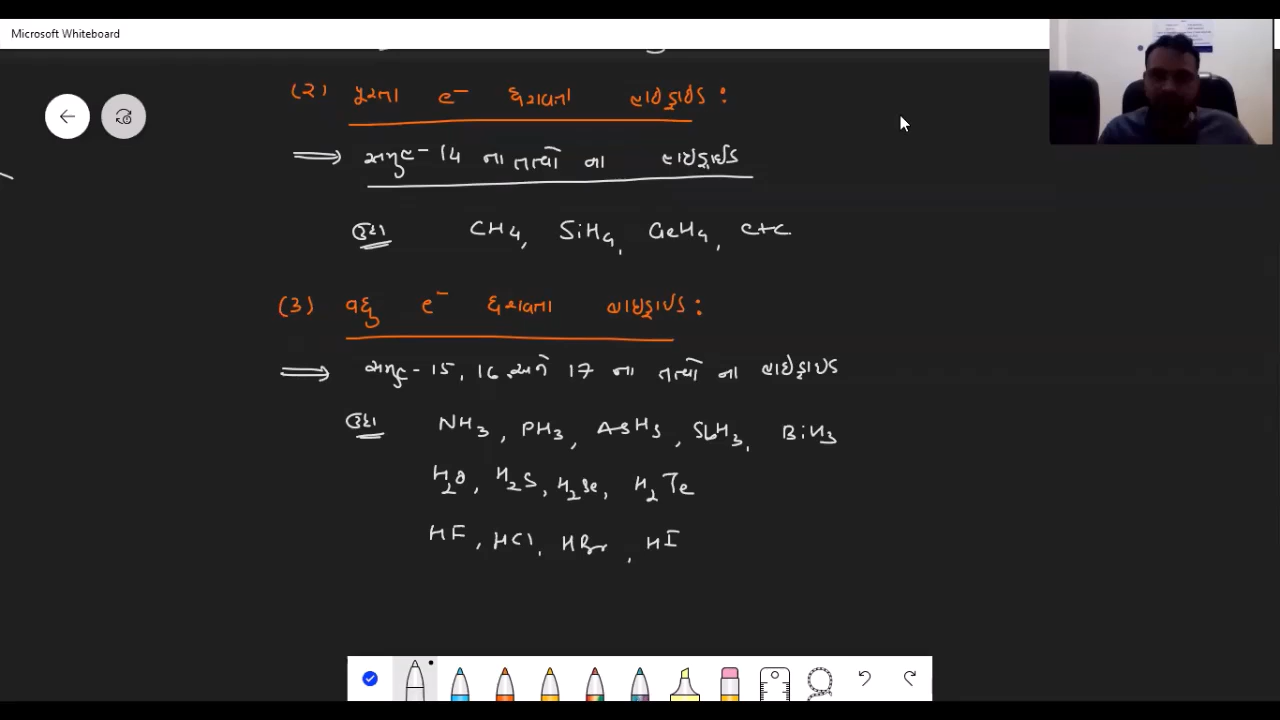 Microsoft Whiteboard
(૨) પુરતા e⁻ ધરાવતા હાઇડ્રાઇડ :
⟹ સમુહ - 14 ના તત્વો ના હાઇડ્રાઇડ
ઉદા CH₄, SiH₄, GeH₄, etc.
(૩) વધુ e⁻ ધરાવતા હાઇડ્રાઇડ :
⟹ સમુહ - 15, 16 અને 17 ના તત્વો ના હાઇડ્રાઇડ
ઉદા NH₃, PH₃, AsH₃, SbH₃, BiH₃
H₂O, H₂S, H₂Se, H₂Te
HF, HCl, HBr, HI